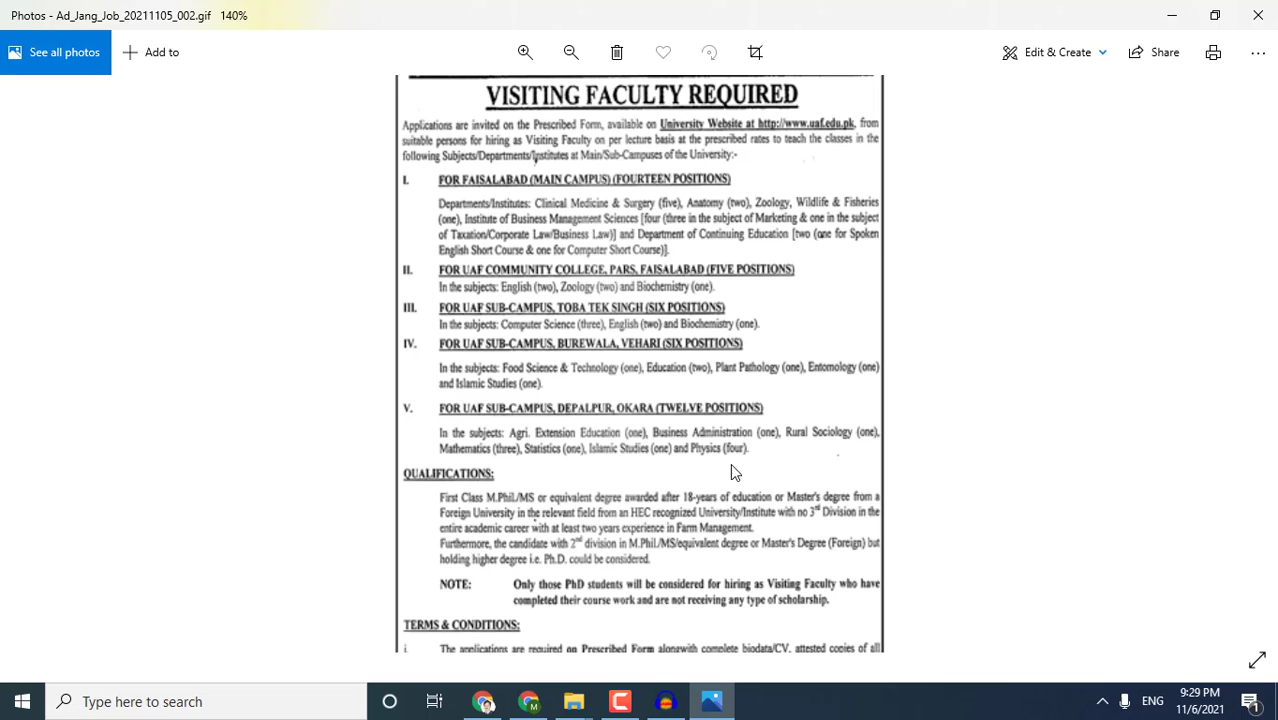 Photos - Ad_Jang_Job_20211105_002.gif 140%
See all photos
Add to
Edit & Create
Share
VISITING FACULTY REQUIRED
Applications are invited on the Prescribed Form, available on University Website at http://www.uaf.edu.pk, from
suitable persons for hiring as Visiting Faculty on per lecture basis at the prescribed rates to teach the classes in the
following Subjects/Departments/Institutes at Main/Sub-Campuses of the University:-
I. FOR FAISALABAD (MAIN CAMPUS) (FOURTEEN POSITIONS)
Departments/Institutes: Clinical Medicine & Surgery (five), Anatomy (two), Zoology, Wildlife & Fisheries
(one), Institute of Business Management Sciences [four (three in the subject of Marketing & one in the subject
of Taxation/Corporate Law/Business Law)] and Department of Continuing Education [two (one for Spoken
English Short Course & one for Computer Short Course)].
II. FOR UAF COMMUNITY COLLEGE, PARS, FAISALABAD (FIVE POSITIONS)
In the subjects: English (two), Zoology (two) and Biochemistry (one).
III. FOR UAF SUB-CAMPUS, TOBA TEK SINGH (SIX POSITIONS)
In the subjects: Computer Science (three), English (two) and Biochemistry (one).
IV. FOR UAF SUB-CAMPUS, BUREWALA, VEHARI (SIX POSITIONS)
In the subjects: Food Science & Technology (one), Education (two), Plant Pathology (one), Entomology (one)
and Islamic Studies (one).
V. FOR UAF SUB-CAMPUS, DEPALPUR, OKARA (TWELVE POSITIONS)
In the subjects: Agri. Extension Education (one), Business Administration (one), Rural Sociology (one),
Mathematics (three), Statistics (one), Islamic Studies (one) and Physics (four).
QUALIFICATIONS:
First Class M.Phil./MS or equivalent degree awarded after 18-years of education or Master's degree from a
Foreign University in the relevant field from an HEC recognized University/Institute with no 3rd Division in the
entire academic career with at least two years experience in Farm Management.
Furthermore, the candidate with 2nd division in M.Phil./MS/equivalent degree or Master's Degree (Foreign) but
holding higher degree i.e. Ph.D. could be considered.
NOTE: Only those PhD students will be considered for hiring as Visiting Faculty who have
completed their course work and are not receiving any type of scholarship.
TERMS & CONDITIONS:
i. The applications are required on Prescribed Form alongwith complete biodata/CV, attested copies of all
Type here to search
ENG
9:29 PM
11/6/2021
1